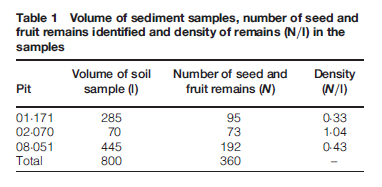 Table 1 Volume of sediment samples, number of seed and
fruit remains identified and density of remains (N/l) in the
samples
Pit Volume of soil sample (l) Number of seed and fruit remains (N) Density (N/l)
01·171 285 95 0·33
02·070 70 73 1·04
08·051 445 192 0·43
Total 800 360 –